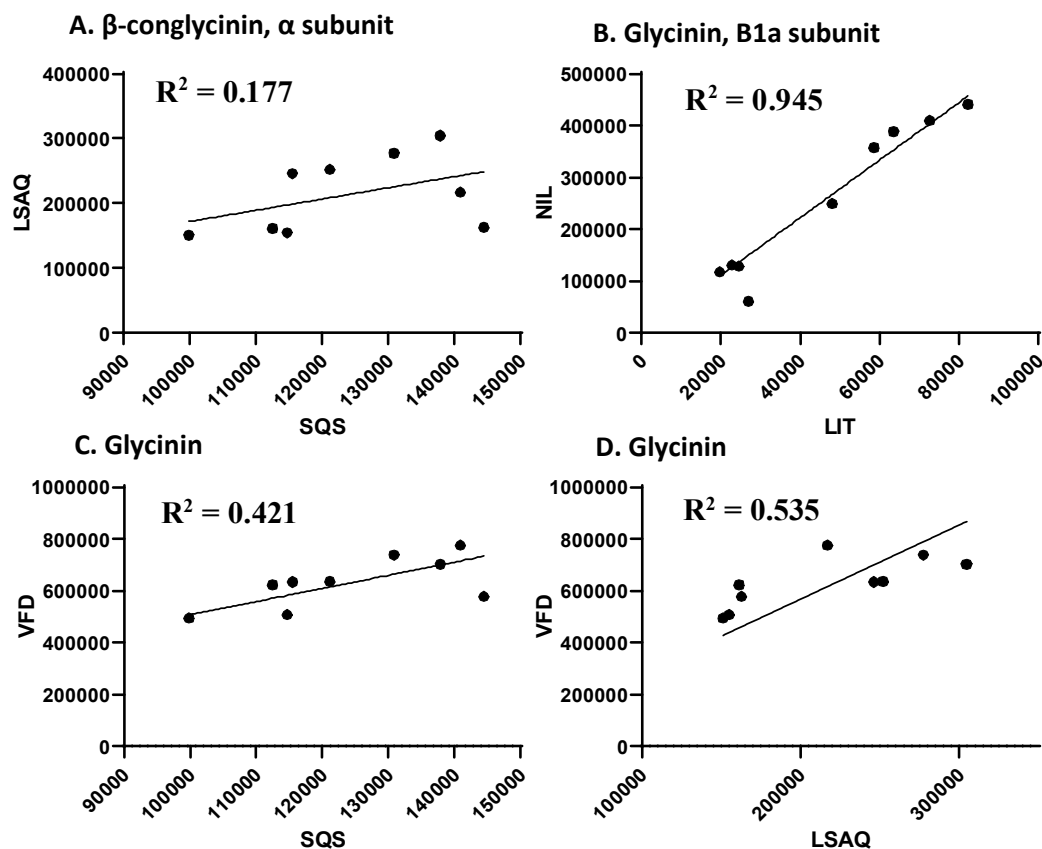 A. β-conglycinin, α subunit
R² = 0.177
LSAQ
400000
300000
200000
100000
0
90000
100000
110000
120000
130000
140000
150000
SQS
B. Glycinin, B1a subunit
R² = 0.945
NIL
500000
400000
300000
200000
100000
0
0
20000
40000
60000
80000
100000
LIT
C. Glycinin
R² = 0.421
VFD
1000000
800000
600000
400000
200000
0
90000
100000
110000
120000
130000
140000
150000
SQS
D. Glycinin
R² = 0.535
VFD
1000000
800000
600000
400000
200000
0
100000
200000
300000
LSAQ